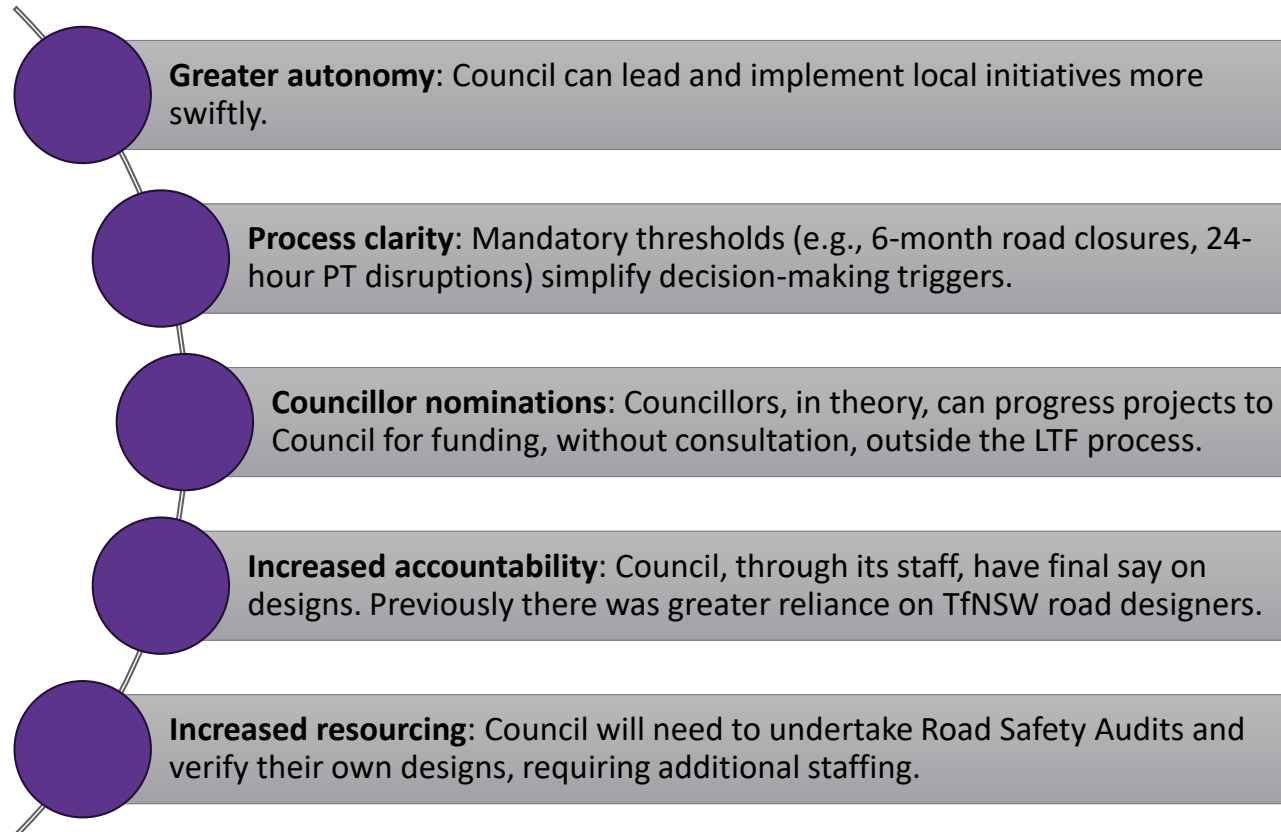 Greater autonomy: Council can lead and implement local initiatives more
swiftly.
Process clarity: Mandatory thresholds (e.g., 6-month road closures, 24-
hour PT disruptions) simplify decision-making triggers.
Councillor nominations: Councillors, in theory, can progress projects to
Council for funding, without consultation, outside the LTF process.
Increased accountability: Council, through its staff, have final say on
designs. Previously there was greater reliance on TfNSW road designers.
Increased resourcing: Council will need to undertake Road Safety Audits and
verify their own designs, requiring additional staffing.